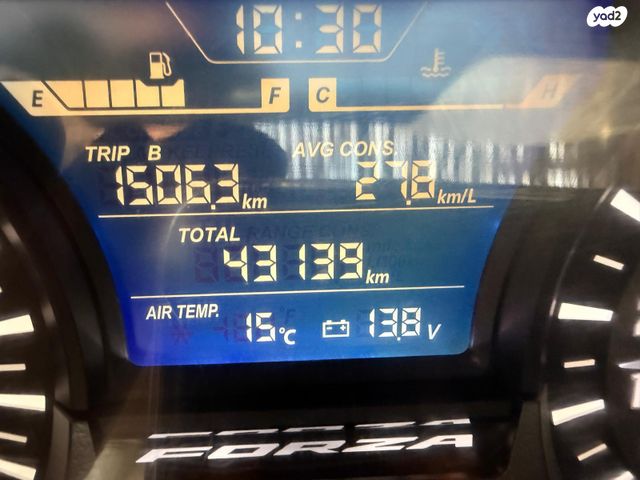 yad2
10:30
E F C H
TRIP B AVG CONS.
1506.3 km 27.8 km/L
TOTAL
43139 km
AIR TEMP. 15°C 13.8 V
FORZA